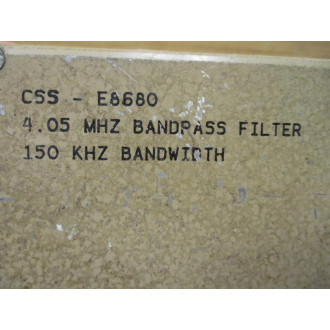 CSS - E8680
4.05 MHZ BANDPASS FILTER
150 KHZ BANDWIDTH